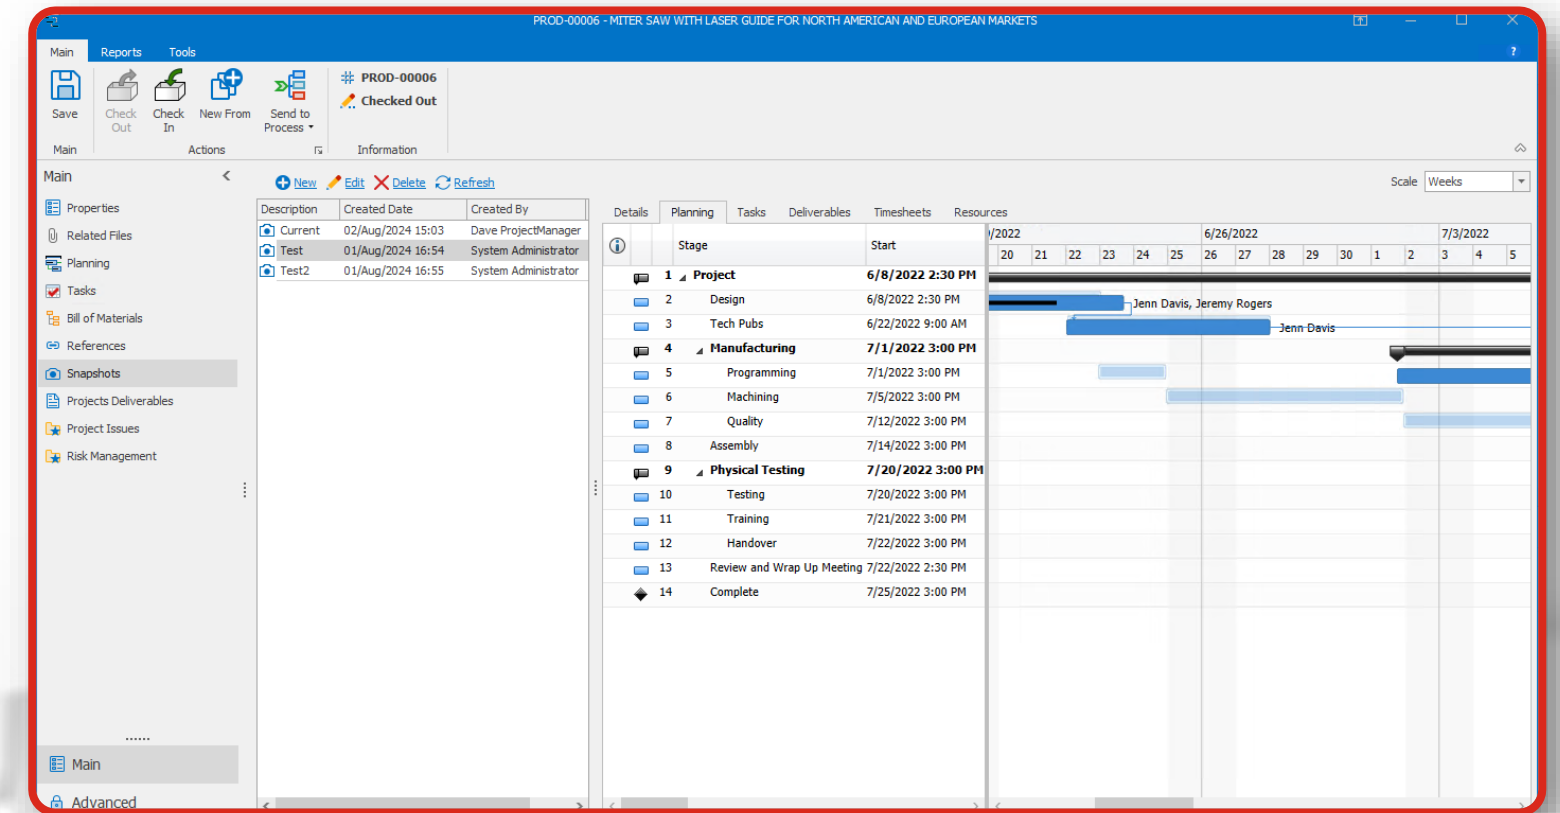 PROD-00006 - MITER SAW WITH LASER GUIDE FOR NORTH AMERICAN AND EUROPEAN MARKETS
Main Reports Tools ?
Save
Check Out
Check In
New From
Send to Process
# PROD-00006
Checked Out
Main Actions Information
Main
Properties
Related Files
Planning
Tasks
Bill of Materials
References
Snapshots
Projects Deliverables
Project Issues
Risk Management
Main
Advanced
New Edit Delete Refresh
Description Created Date Created By
Current 02/Aug/2024 15:03 Dave ProjectManager
Test 01/Aug/2024 16:54 System Administrator
Test2 01/Aug/2024 16:55 System Administrator
Scale Weeks
Details Planning Tasks Deliverables Timesheets Resources
Stage Start
1 Project 6/8/2022 2:30 PM
2 Design 6/8/2022 2:30 PM
3 Tech Pubs 6/22/2022 9:00 AM
4 Manufacturing 7/1/2022 3:00 PM
5 Programming 7/1/2022 3:00 PM
6 Machining 7/5/2022 3:00 PM
7 Quality 7/12/2022 3:00 PM
8 Assembly 7/14/2022 3:00 PM
9 Physical Testing 7/20/2022 3:00 PM
10 Testing 7/20/2022 3:00 PM
11 Training 7/21/2022 3:00 PM
12 Handover 7/22/2022 3:00 PM
13 Review and Wrap Up Meeting 7/22/2022 2:30 PM
14 Complete 7/25/2022 3:00 PM
/2022 6/26/2022 7/3/2022
20 21 22 23 24 25 26 27 28 29 30 1 2 3 4 5
Jenn Davis, Jeremy Rogers
Jenn Davis